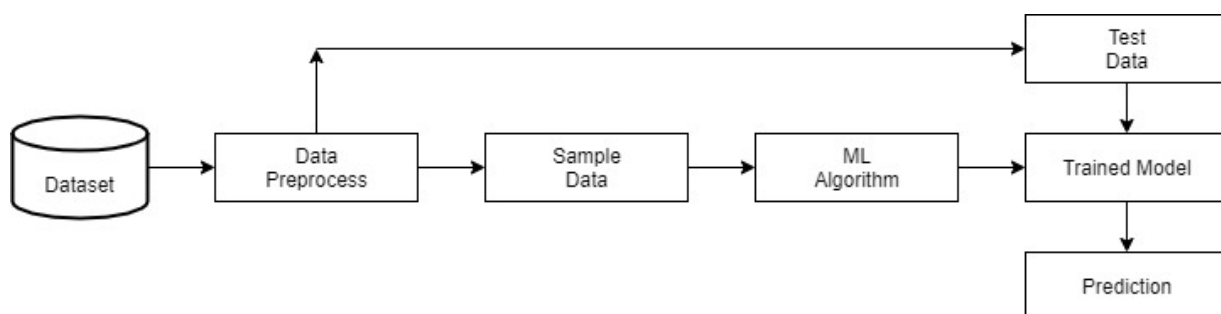 Test
Data
Dataset
Data
Preprocess
Sample
Data
ML
Algorithm
Trained Model
Prediction